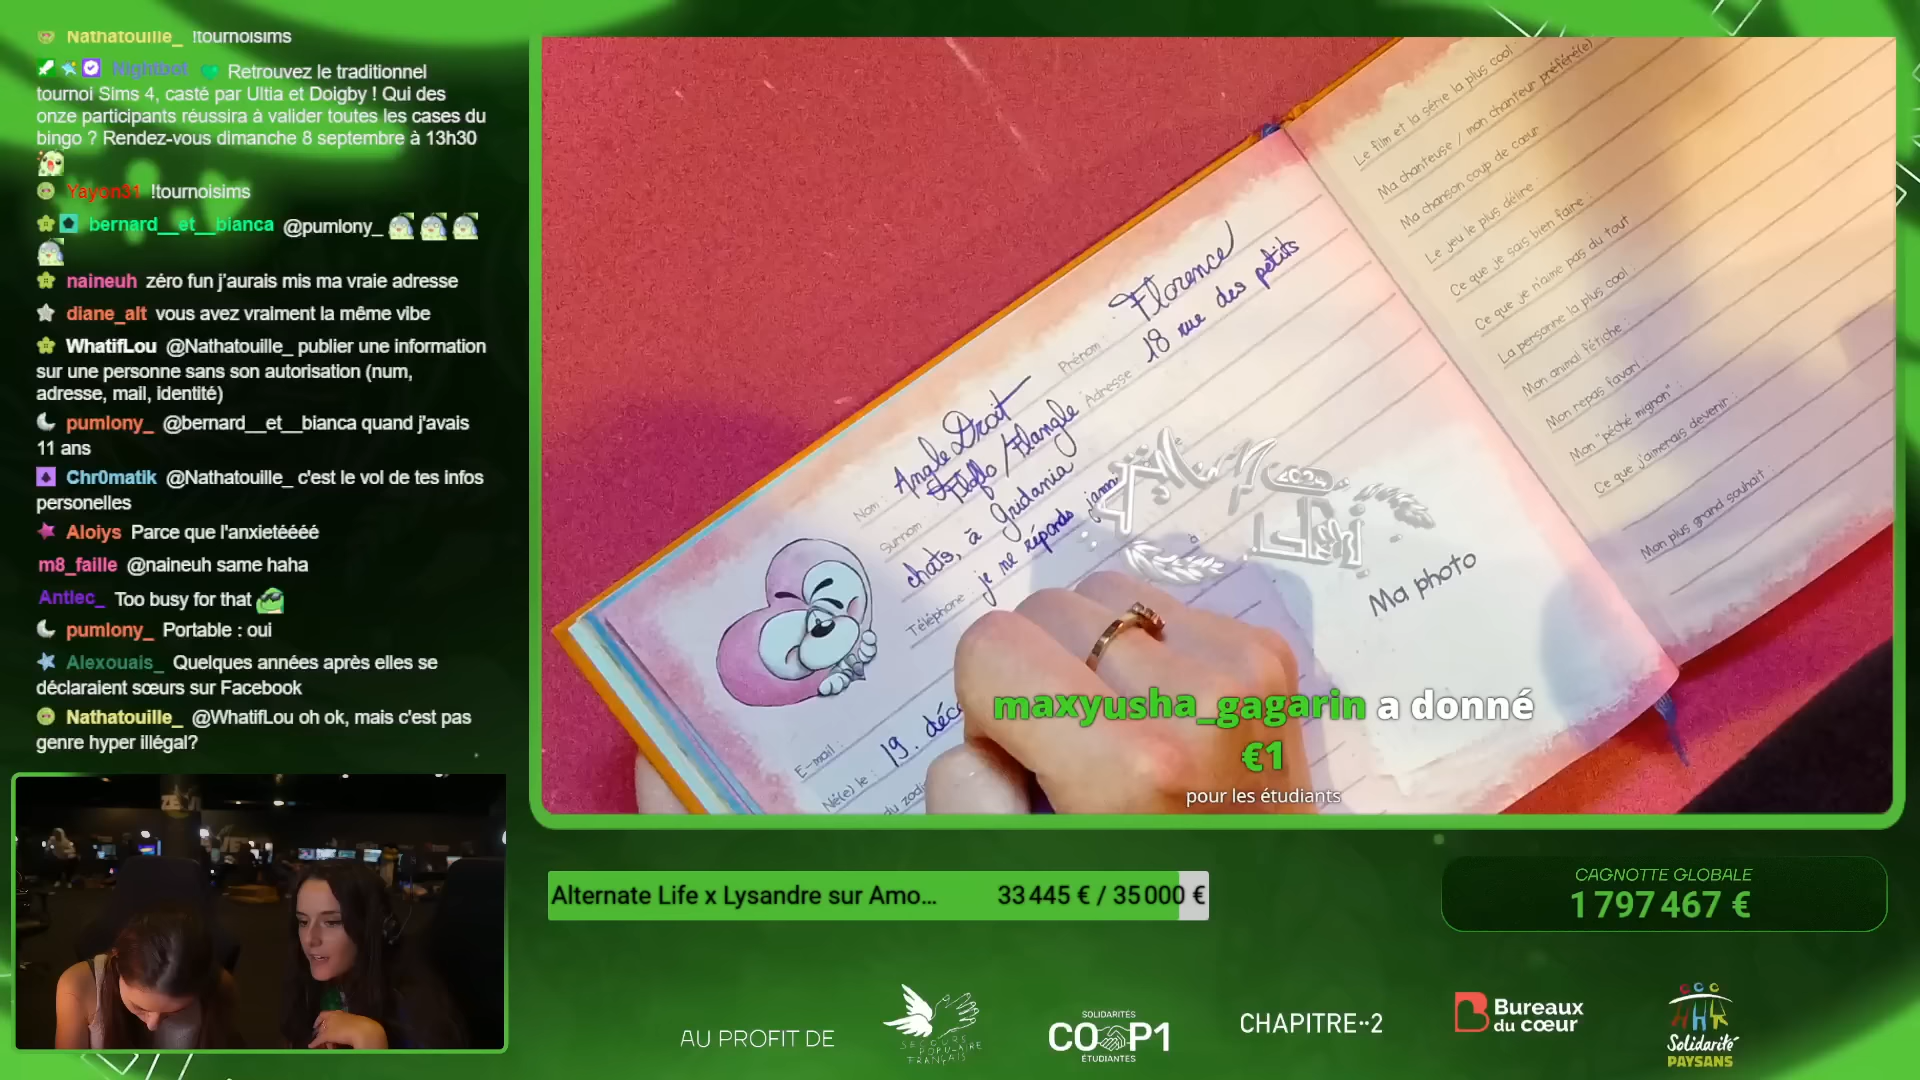 Nathatouille_ !tournoisims
Nightbot Retrouvez le traditionnel
tournoi Sims 4, casté par Ultia et Doigby ! Qui des
onze participants réussira à valider toutes les cases du
bingo ? Rendez-vous dimanche 8 septembre à 13h30
Yayon31 !tournoisims
bernard__et__bianca @pumlony_
naineuh zéro fun j'aurais mis ma vraie adresse
diane_alt vous avez vraiment la même vibe
WhatifLou @Nathatouille_ publier une information
sur une personne sans son autorisation (num,
adresse, mail, identité)
pumlony_ @bernard__et__bianca quand j'avais
11 ans
Chr0matik @Nathatouille_ c'est le vol de tes infos
personelles
Aloiys Parce que l'anxietéééé
m8_faille @naineuh same haha
Antlec_ Too busy for that
pumlony_ Portable : oui
Alexouais_ Quelques années après elles se
déclaraient sœurs sur Facebook
Nathatouille_ @WhatifLou oh ok, mais c'est pas
genre hyper illégal?
Nom : Angle Droit Prénom : Florence
Surnom : Floflo / Flangle Adresse : 18 rue des petits
chats, à Gridania
Téléphone : je ne réponds jamais
à :
E-mail :
Né(e) le : 19. déc
du zodi
Ma photo
Le film et la série la plus cool :
Ma chanteuse / mon chanteur préféré(e)
Ma chanson coup de cœur
Le jeu le plus délire :
Ce que je sais bien faire :
Ce que je n'aime pas du tout
La personne la plus cool :
Mon animal fétiche :
Mon repas favori :
Mon "péché mignon" :
Ce que j'aimerais devenir :
Mon plus grand souhait :
2024
maxyusha_gagarin a donné
€1
pour les étudiants
Alternate Life x Lysandre sur Amo... 33 445 € / 35 000 €
CAGNOTTE GLOBALE
1 797 467 €
AU PROFIT DE
SECOURS
POPULAIRE
FRANÇAIS
SOLIDARITÉS
CO P1
ÉTUDIANTES
CHAPITRE··2
Bureaux
du cœur
Solidarité
PAYSANS